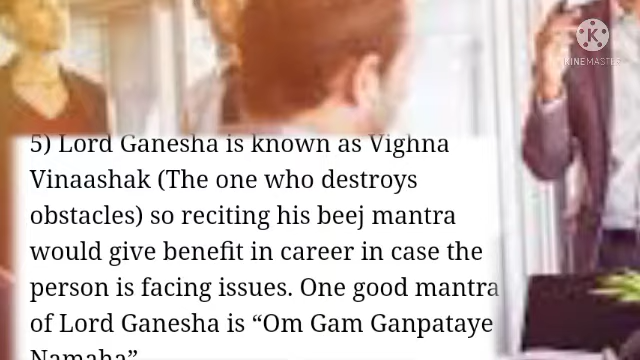 KINEMASTER
5) Lord Ganesha is known as Vighna
Vinaashak (The one who destroys
obstacles) so reciting his beej mantra
would give benefit in career in case the
person is facing issues. One good mantra
of Lord Ganesha is “Om Gam Ganpataye
Namaha”